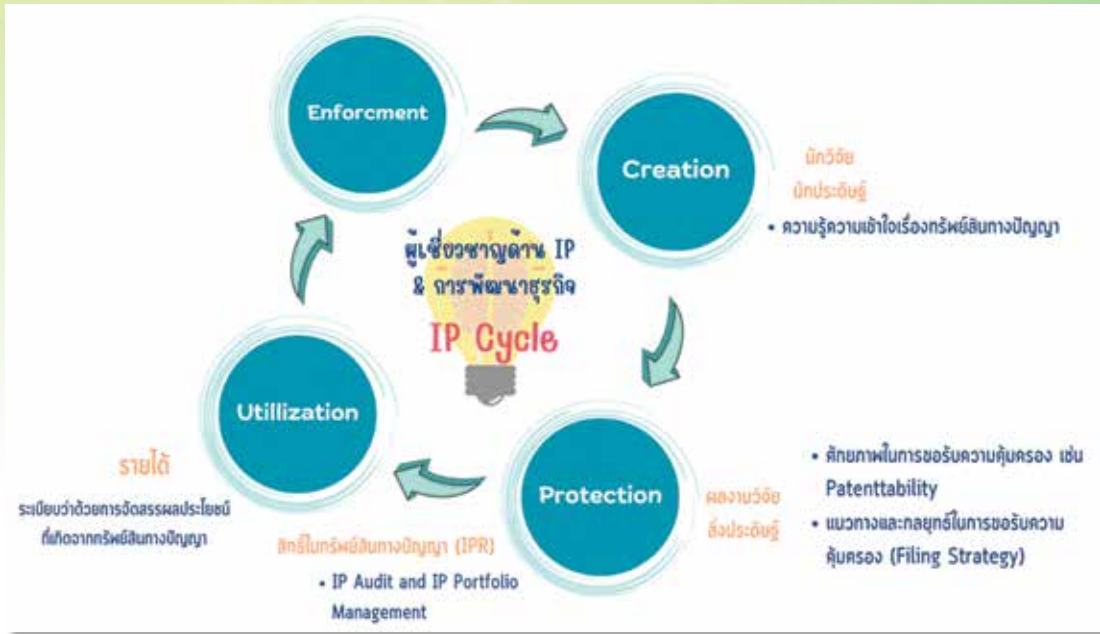 Enforcment
Creation
นักวิจัย
นักประดิษฐ์
• ความรู้ความเข้าใจเรื่องทรัพย์สินทางปัญญา
ผู้เชี่ยวชาญด้าน IP
& การพัฒนาธุรกิจ
IP Cycle
Utillization
รายได้
ระเบียบว่าด้วยการจัดสรรผลประโยชน์
ที่เกิดจากทรัพย์สินทางปัญญา
Protection
ผลงานวิจัย
สิ่งประดิษฐ์
• ศักยภาพในการขอรับความคุ้มครอง เช่น
Patenttability
• แนวทางและกลยุทธ์ในการขอรับความ
คุ้มครอง (Filing Strategy)
สิทธิในทรัพย์สินทางปัญญา (IPR)
• IP Audit and IP Portfolio
Management